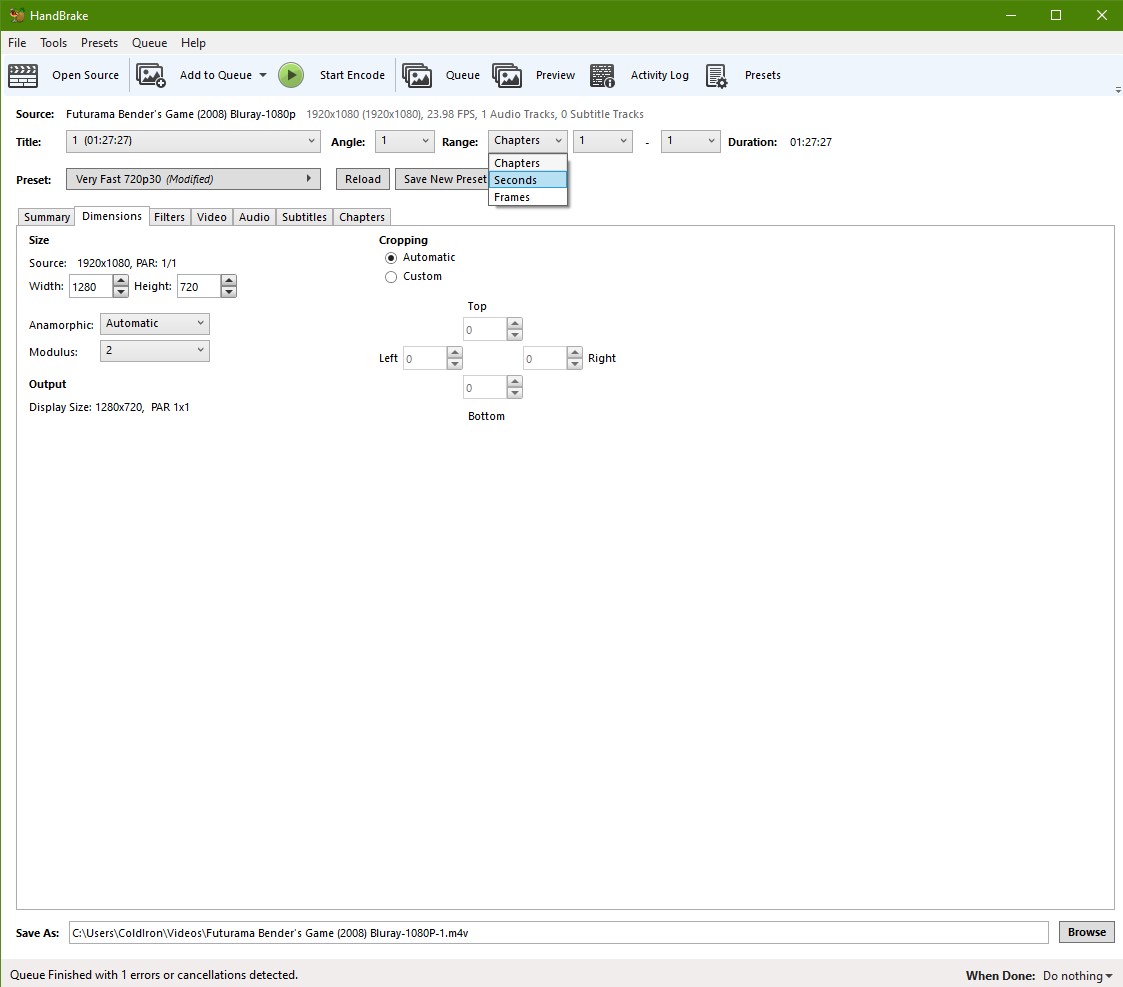 HandBrake
File Tools Presets Queue Help
Open Source Add to Queue Start Encode Queue Preview Activity Log Presets
Source: Futurama Bender's Game (2008) Bluray-1080p 1920x1080 (1920x1080), 23.98 FPS, 1 Audio Tracks, 0 Subtitle Tracks
Title: 1 (01:27:27) Angle: 1 Range: Chapters 1 - 1 Duration: 01:27:27
Chapters
Preset: Very Fast 720p30 (Modified) Reload Save New Preset Seconds
Frames
Summary Dimensions Filters Video Audio Subtitles Chapters
Size Cropping
Source: 1920x1080, PAR: 1/1 Automatic
Width: 1280 Height: 720 Custom
Top
Anamorphic: Automatic 0
Modulus: 2 Left 0 0 Right
Output 0
Display Size: 1280x720, PAR 1x1
Bottom
Save As: C:\Users\ColdIron\Videos\Futurama Bender's Game (2008) Bluray-1080P-1.m4v Browse
Queue Finished with 1 errors or cancellations detected. When Done: Do nothing